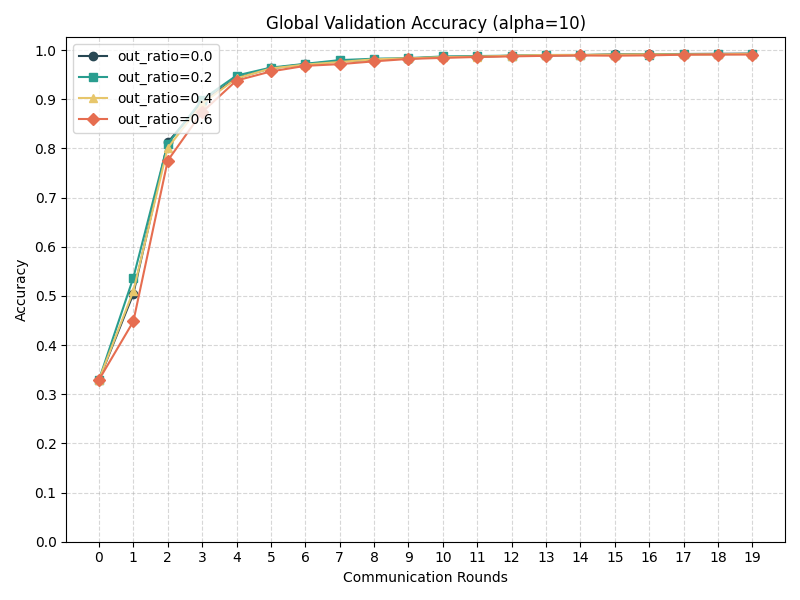 Global Validation Accuracy (alpha=10)
out_ratio=0.0
out_ratio=0.2
out_ratio=0.4
out_ratio=0.6
Accuracy
1.0
0.9
0.8
0.7
0.6
0.5
0.4
0.3
0.2
0.1
0.0
0 1 2 3 4 5 6 7 8 9 10 11 12 13 14 15 16 17 18 19
Communication Rounds